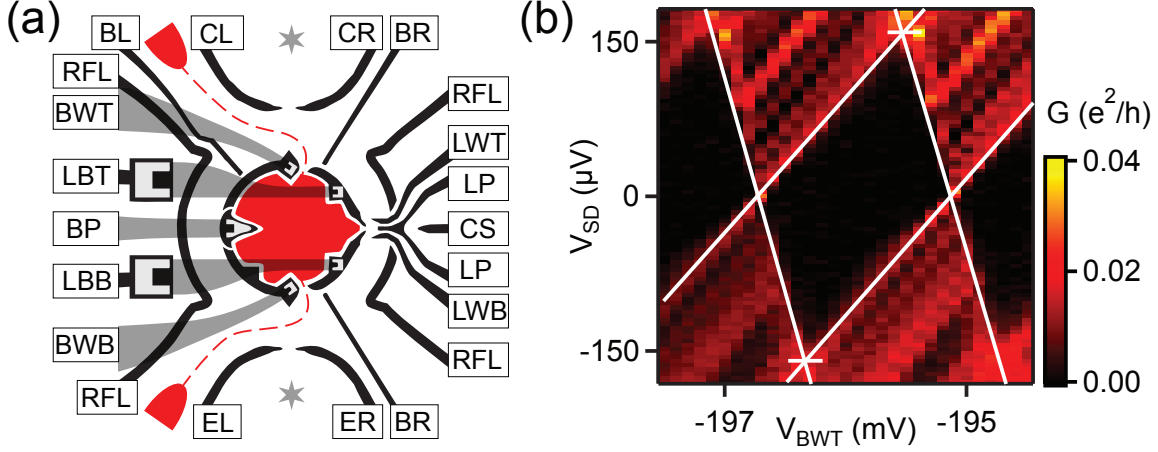 (a)
BL
CL
CR
BR
RFL
BWT
LBT
BP
LBB
BWB
RFL
RFL
LWT
LP
CS
LP
LWB
RFL
EL
ER
BR
(b)
150
0
-150
V_SD (μV)
-197
-195
V_BWT (mV)
G (e²/h)
0.04
0.02
0.00